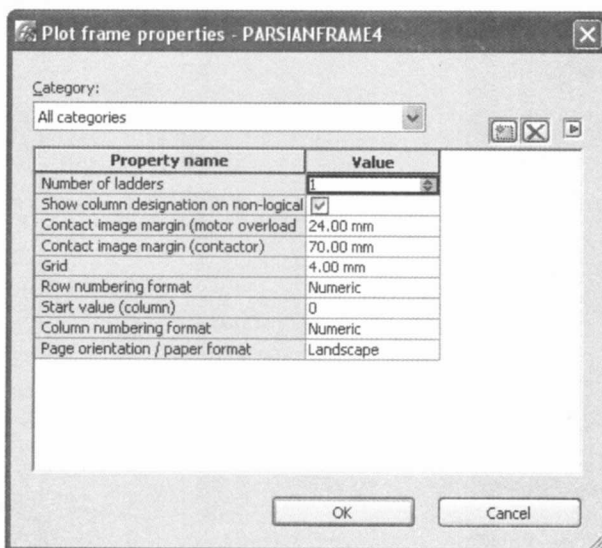 Plot frame properties - PARSIANFRAME4
Category:
All categories
Property name Value
Number of ladders 1
Show column designation on non-logical
Contact image margin (motor overload 24.00 mm
Contact image margin (contactor) 70.00 mm
Grid 4.00 mm
Row numbering format Numeric
Start value (column) 0
Column numbering format Numeric
Page orientation / paper format Landscape
OK Cancel